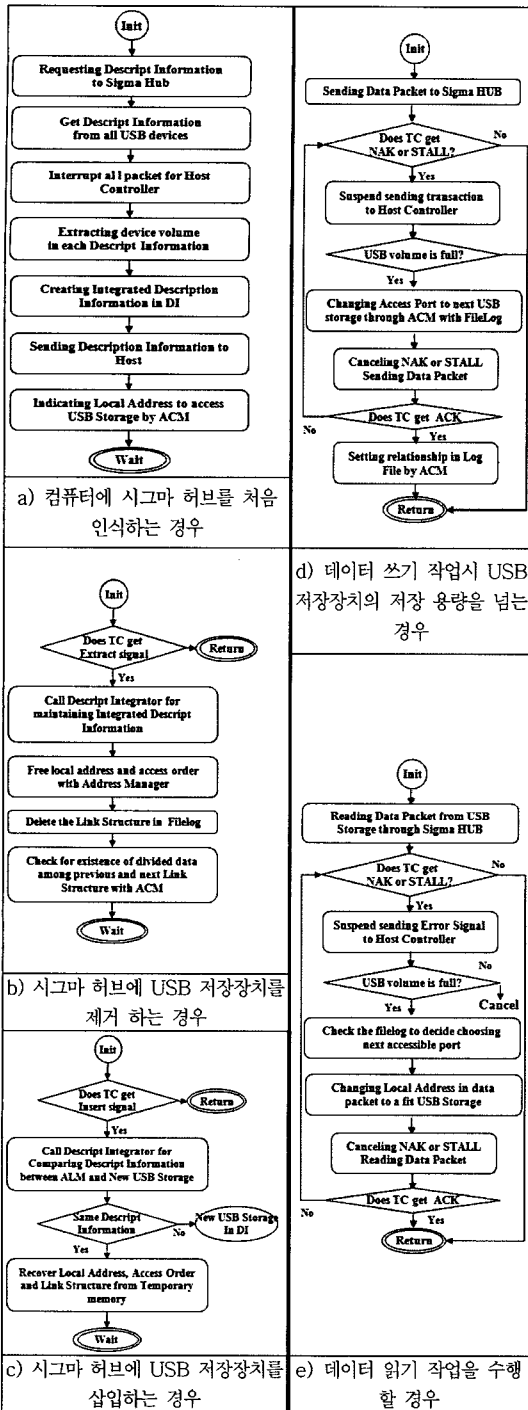 Init
Requesting Descript Information
to Sigma Hub
Get Descript Information
from all USB devices
Interrupt al l packet for Host
Controller
Extracting device volume
in each Descript Information
Creating Integrated Description
Information in DI
Sending Description Information to
Host
Indicating Local Address to access
USB Storage by ACM
Wait
a) 컴퓨터에 시그마 허브를 처음
인식하는 경우
Init
Does TC get
Extract signal
Return
Yes
Call Descript Integrator for
maintaining Integrated Descript
Information
Free local address and access order
with Address Manager
Delete the Link Structure in Filelog
Check for existence of divided data
among previous and next Link
Structure with ACM
Wait
b) 시그마 허브에 USB 저장장치를
제거 하는 경우
Init
Does TC get
Insert signal
Return
Yes
Call Descript Integrator for
Comparing Descript Information
between ALM and New USB Storage
Same Descript
Information
No
New USB Storage
In DI
Yes
Recover Local Address, Access Order
and Link Structure from Temporary
memory
Wait
c) 시그마 허브에 USB 저장장치를
삽입하는 경우
Init
Sending Data Packet to Sigma HUB
Does TC get
NAK or STALL?
No
Yes
Suspend sending transaction
to Host Controller
USB volume is full?
Yes
Changing Access Port to next USB
storage through ACM with FileLog
Canceling NAK or STALL
Sending Data Packet
Does TC get ACK
No
Yes
Setting relationship in Log
File by ACM
Return
d) 데이터 쓰기 작업시 USB
저장장치의 저장 용량을 넘는
경우
Init
Reading Data Packet from USB
Storage through Sigma HUB
Does TC get
NAK or STALL?
No
Yes
Suspend sending Error Signal
to Host Controller
USB volume is full?
No
Cancel
Yes
Check the filelog to decide choosing
next accessible port
Changing Local Address in data
packet to a fit USB Storage
Canceling NAK or STALL
Reading Data Packet
Does TC get ACK
No
Yes
Return
e) 데이터 읽기 작업을 수행
할 경우